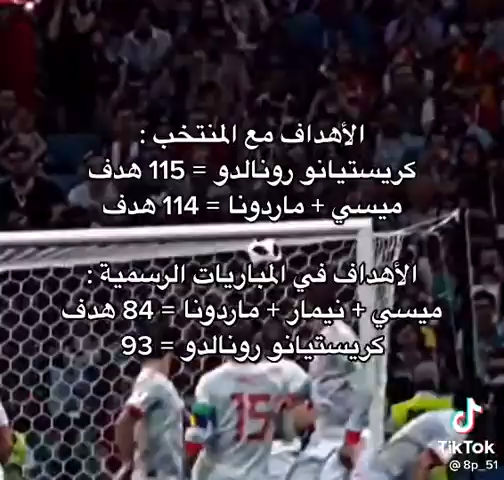 الأهداف مع المنتخب :
كريستيانو رونالدو = 115 هدف
ميسي + ماردونا = 114 هدف
الأهداف في المباريات الرسمية :
ميسي + نيمار + ماردونا = 84 هدف
كريستيانو رونالدو = 93
15
TikTok
@ 8p_51